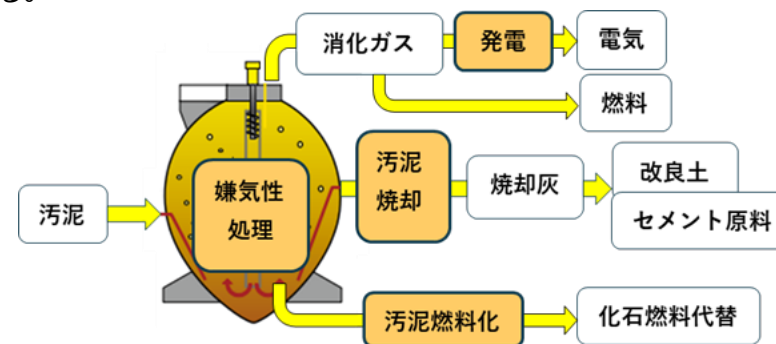 る。
消化ガス
発電
電気
燃料
汚泥
嫌気性
処理
汚泥
焼却
焼却灰
改良土
セメント原料
汚泥燃料化
化石燃料代替